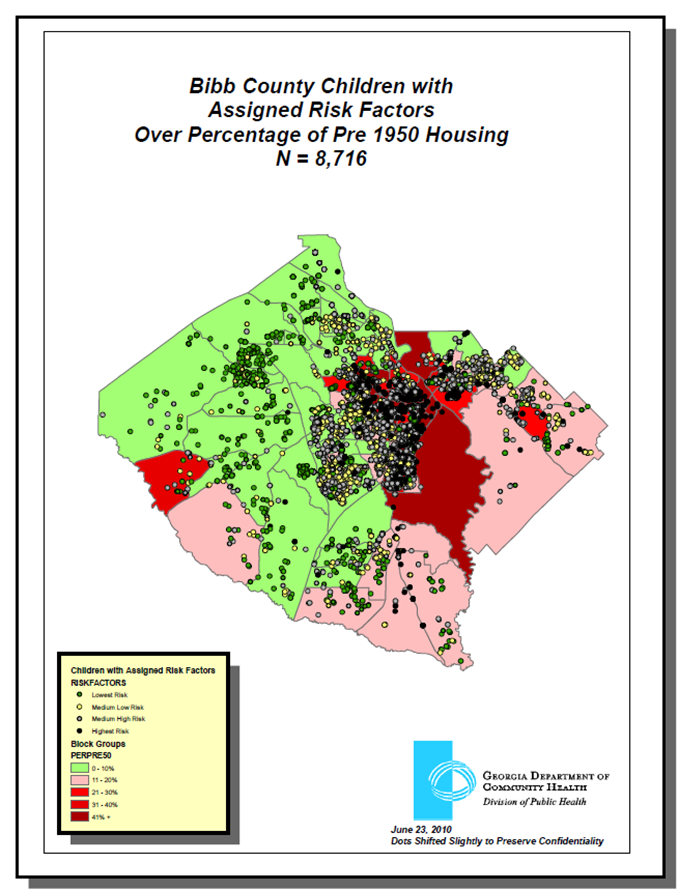 Bibb County Children with
Assigned Risk Factors
Over Percentage of Pre 1950 Housing
N = 8,716
Children with Assigned Risk Factors
RISKFACTORS
Lowest Risk
Medium Low Risk
Medium High Risk
Highest Risk
Block Groups
PERPRE50
0 - 10%
11 - 20%
21 - 30%
31 - 40%
41% +
GEORGIA DEPARTMENT OF
COMMUNITY HEALTH
Division of Public Health
June 23, 2010
Dots Shifted Slightly to Preserve Confidentiality